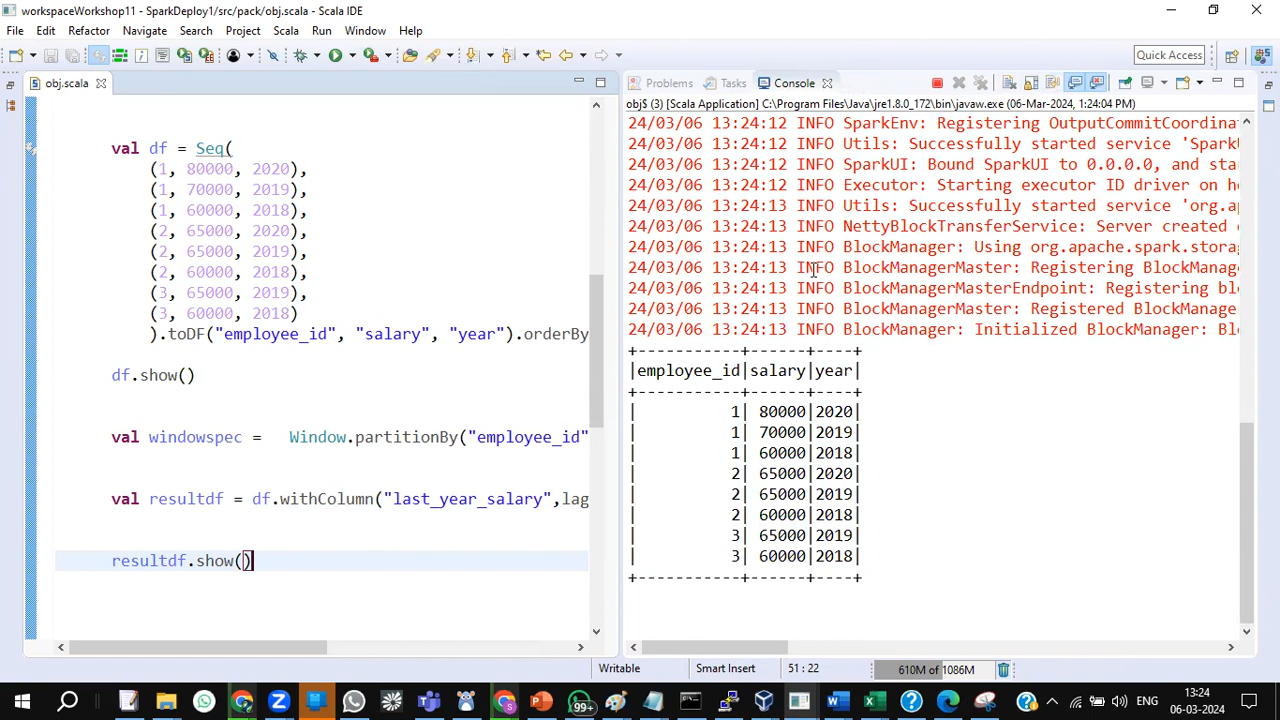 workspaceWorkshop11 - SparkDeploy1/src/pack/obj.scala - Scala IDE
File Edit Refactor Navigate Search Project Scala Run Window Help
Quick Access
obj.scala
val df = Seq(
(1, 80000, 2020),
(1, 70000, 2019),
(1, 60000, 2018),
(2, 65000, 2020),
(2, 65000, 2019),
(2, 60000, 2018),
(3, 65000, 2019),
(3, 60000, 2018)
).toDF("employee_id", "salary", "year").orderBy
df.show()
val windowspec = Window.partitionBy("employee_id"
val resultdf = df.withColumn("last_year_salary",lag
resultdf.show()
Problems Tasks Console
obj$ (3) [Scala Application] C:\Program Files\Java\jre1.8.0_172\bin\javaw.exe (06-Mar-2024, 1:24:04 PM)
24/03/06 13:24:12 INFO SparkEnv: Registering OutputCommitCoordina
24/03/06 13:24:12 INFO Utils: Successfully started service 'SparkU
24/03/06 13:24:12 INFO SparkUI: Bound SparkUI to 0.0.0.0, and sta
24/03/06 13:24:12 INFO Executor: Starting executor ID driver on ho
24/03/06 13:24:13 INFO Utils: Successfully started service 'org.ap
24/03/06 13:24:13 INFO NettyBlockTransferService: Server created o
24/03/06 13:24:13 INFO BlockManager: Using org.apache.spark.storag
24/03/06 13:24:13 INFO BlockManagerMaster: Registering BlockManage
24/03/06 13:24:13 INFO BlockManagerMasterEndpoint: Registering blo
24/03/06 13:24:13 INFO BlockManagerMaster: Registered BlockManager
24/03/06 13:24:13 INFO BlockManager: Initialized BlockManager: Blo
+-----------+------+----+
|employee_id|salary|year|
+-----------+------+----+
| 1| 80000|2020|
| 1| 70000|2019|
| 1| 60000|2018|
| 2| 65000|2020|
| 2| 65000|2019|
| 2| 60000|2018|
| 3| 65000|2019|
| 3| 60000|2018|
+-----------+------+----+
Writable Smart Insert 51 : 22 610M of 1086M
99+
ENG
13:24
06-03-2024